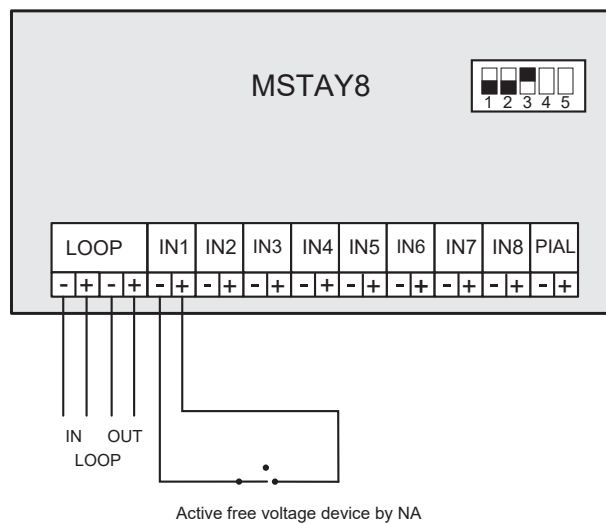 MSTAY8
1 2 3 4 5
LOOP IN1 IN2 IN3 IN4 IN5 IN6 IN7 IN8 PIAL
- + - + - + - + - + - + - + - + - + - + - +
IN OUT
LOOP
Active free voltage device by NA